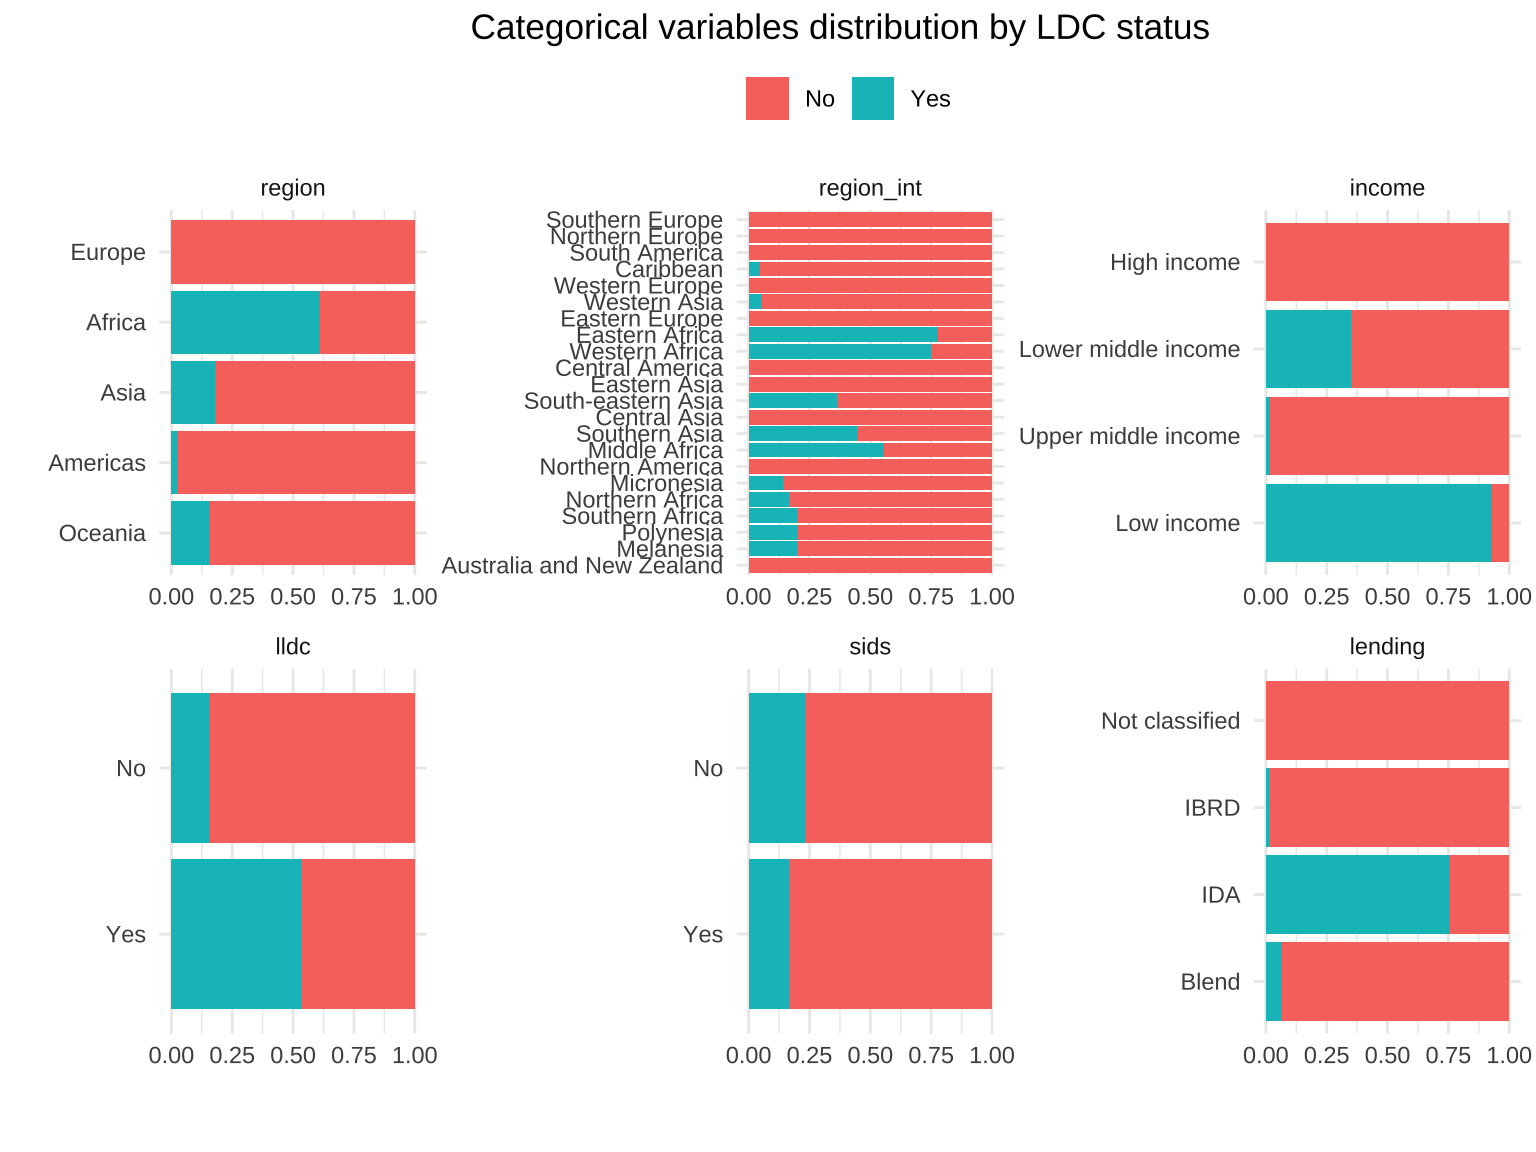 Categorical variables distribution by LDC status
No Yes
region
Europe
Africa
Asia
Americas
Oceania
0.00 0.25 0.50 0.75 1.00
region_int
Southern Europe
Northern Europe
South America
Caribbean
Western Europe
Western Asia
Eastern Europe
Eastern Africa
Western Africa
Central America
Eastern Asia
South-eastern Asia
Central Asia
Southern Asia
Middle Africa
Northern America
Micronesia
Northern Africa
Southern Africa
Polynesia
Melanesia
Australia and New Zealand
0.00 0.25 0.50 0.75 1.00
income
High income
Lower middle income
Upper middle income
Low income
0.00 0.25 0.50 0.75 1.00
lldc
No
Yes
0.00 0.25 0.50 0.75 1.00
sids
No
Yes
0.00 0.25 0.50 0.75 1.00
lending
Not classified
IBRD
IDA
Blend
0.00 0.25 0.50 0.75 1.00